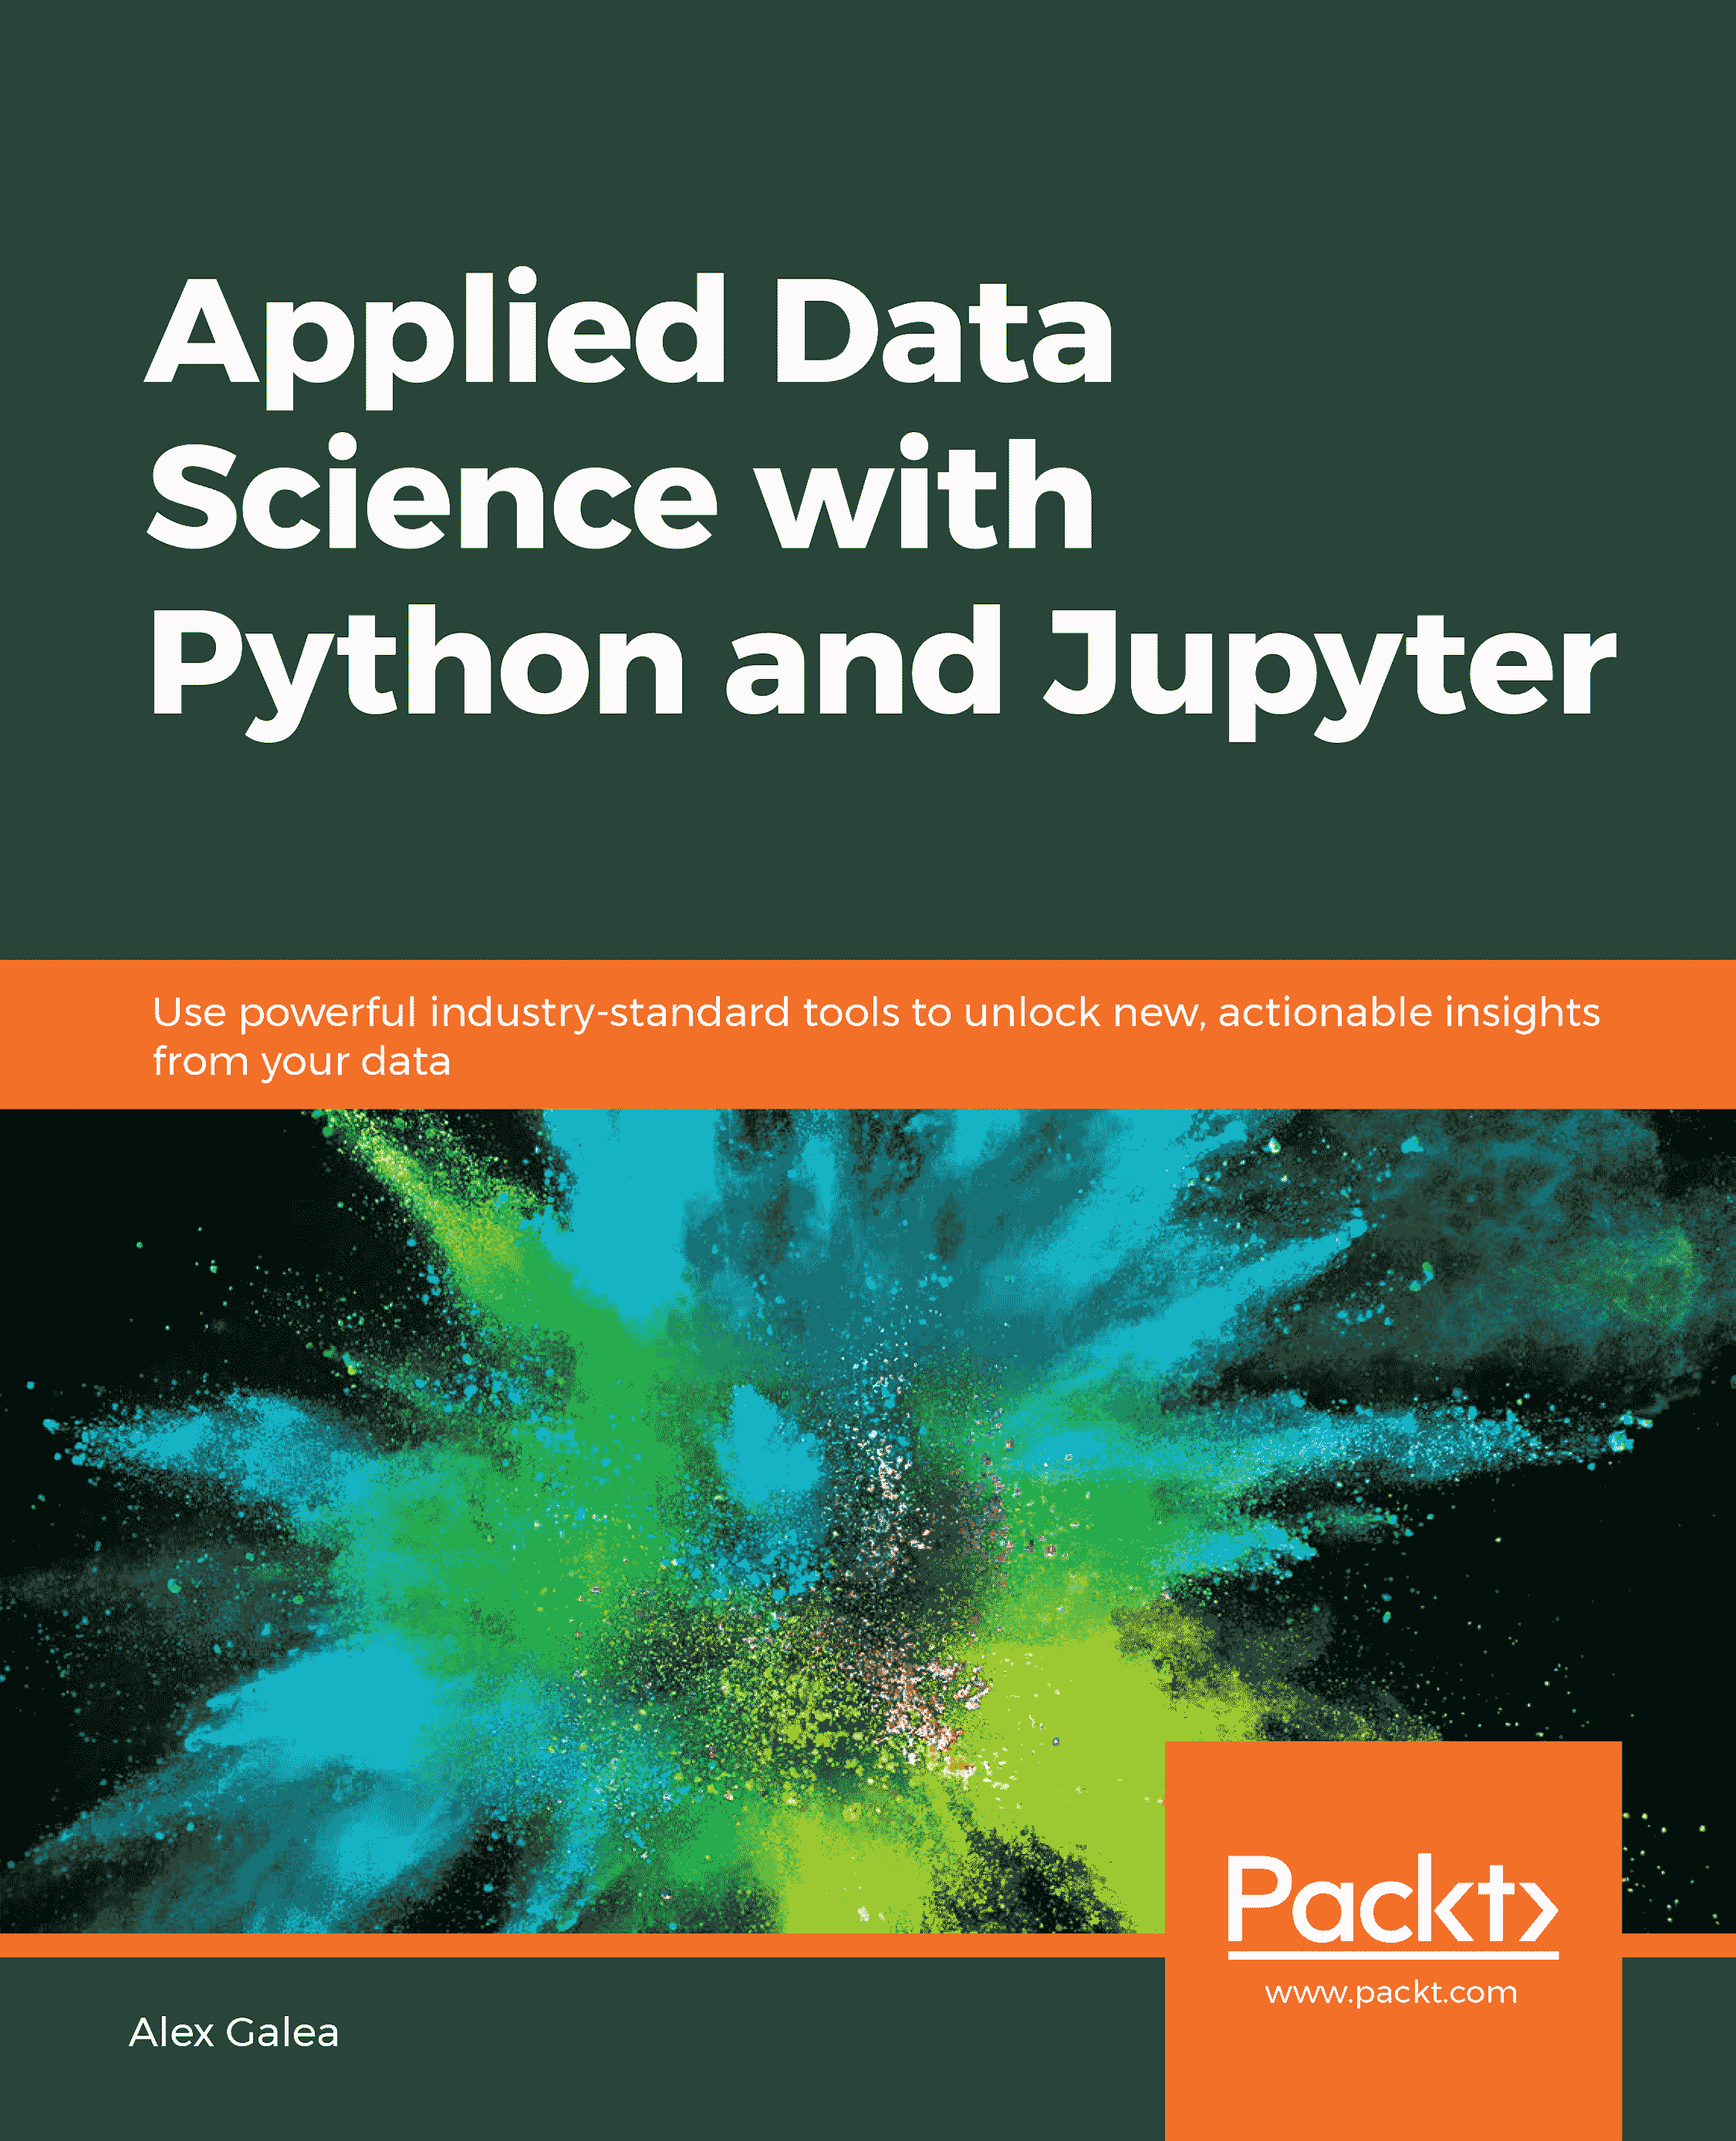 Applied Data
Science with
Python and Jupyter
Use powerful industry-standard tools to unlock new, actionable insights
from your data
Packt>
www.packt.com
Alex Galea